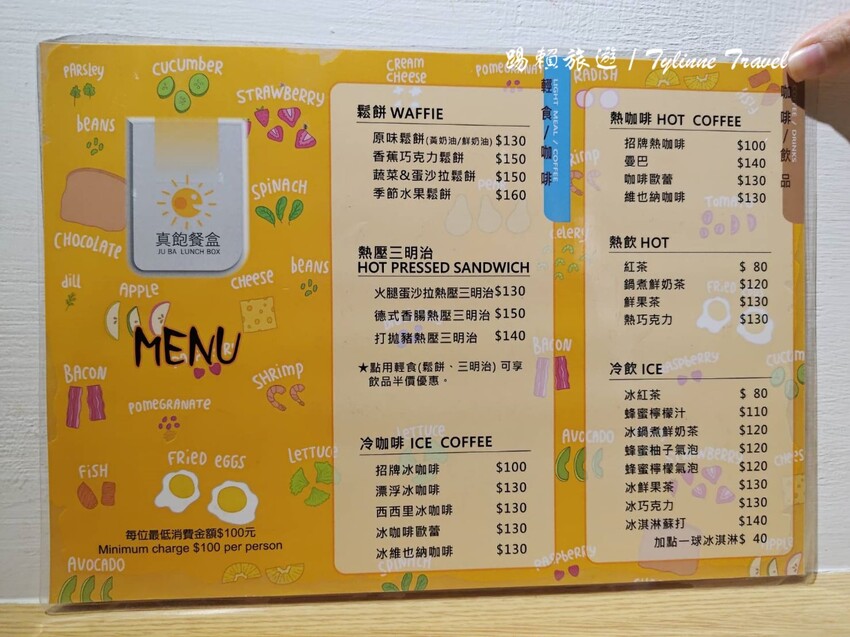 踢賴旅遊 / Tylinne Travel
PARSLEY
CUCUMBER
CREAM CHEESE
RADISH
STRAWBERRY
BEANS
SPINACH
CHOCOLATE
dill
APPLE
CHEESE
beans
BACON
POMEGRANATE
SHRIMP
FISH
FRIED EGGS
LETTUCE
AVOCADO
真飽餐盒
JU BA LUNCH BOX
MENU
每位最低消費金額$100元
Minimum charge $100 per person
輕食/咖啡
LIGHT MEAL / COFFEE
鬆餅 WAFFIE
原味鬆餅(黃奶油/鮮奶油) $130
香蕉巧克力鬆餅 $150
蔬菜&蛋沙拉鬆餅 $150
季節水果鬆餅 $160
熱壓三明治
HOT PRESSED SANDWICH
火腿蛋沙拉熱壓三明治 $130
德式香腸熱壓三明治 $150
打拋豬熱壓三明治 $140
★點用輕食(鬆餅、三明治) 可享
飲品半價優惠。
冷咖啡 ICE COFFEE
招牌冰咖啡 $100
漂浮冰咖啡 $130
西西里冰咖啡 $130
冰咖啡歐蕾 $130
冰維也納咖啡 $130
咖啡/飲品
熱咖啡 HOT COFFEE
招牌熱咖啡 $100
曼巴 $140
咖啡歐蕾 $130
維也納咖啡 $130
熱飲 HOT
紅茶 $ 80
鍋煮鮮奶茶 $120
鮮果茶 $130
熱巧克力 $130
冷飲 ICE
冰紅茶 $ 80
蜂蜜檸檬汁 $110
冰鍋煮鮮奶茶 $120
蜂蜜柚子氣泡 $120
蜂蜜檸檬氣泡 $120
冰鮮果茶 $130
冰巧克力 $130
冰淇淋蘇打 $140
加點一球冰淇淋$ 40
AVOCADO
RASPBERRY